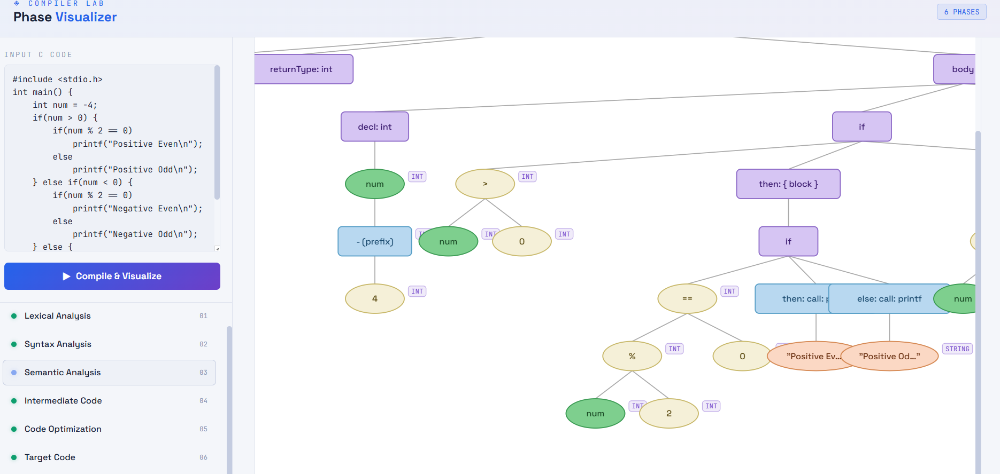 ◈ COMPILER LAB
Phase Visualizer
6 PHASES
INPUT C CODE
#include <stdio.h>
int main() {
    int num = -4;
    if(num > 0) {
        if(num % 2 == 0)
            printf("Positive Even\n");
        else
            printf("Positive Odd\n");
    } else if(num < 0) {
        if(num % 2 == 0)
            printf("Negative Even\n");
        else
            printf("Negative Odd\n");
    } else {
▶ Compile & Visualize
Lexical Analysis 01
Syntax Analysis 02
Semantic Analysis 03
Intermediate Code 04
Code Optimization 05
Target Code 06
returnType: int
body
decl: int
if
num INT
> INT
then: { block }
- (prefix)
num INT
0 INT
if
4 INT
== INT
then: call:
else: call: printf
num
% INT
0
"Positive Ev..."
"Positive Od..." STRING
num INT
2 INT